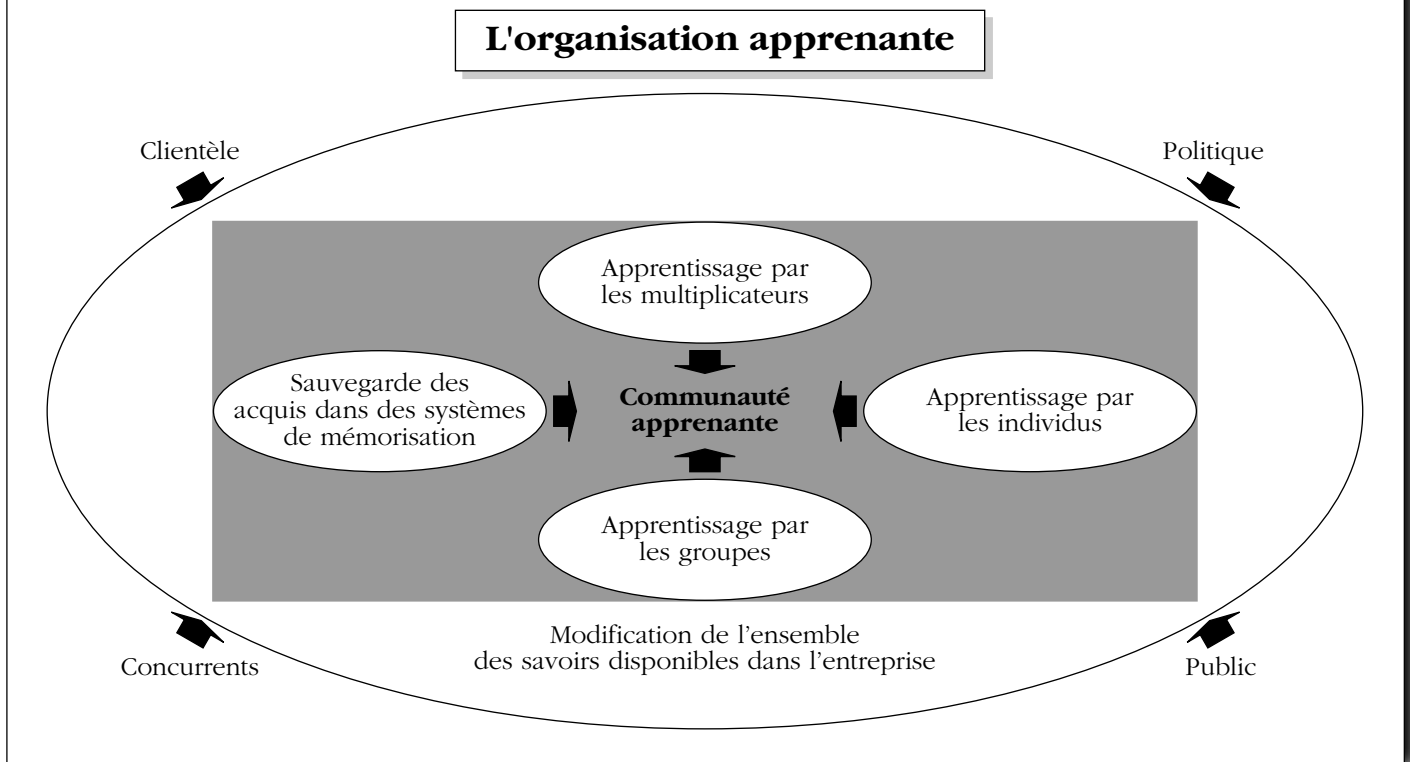 L'organisation apprenante
Clientèle
Politique
Apprentissage par
les multiplicateurs
Sauvegarde des
acquis dans des systèmes
de mémorisation
Communauté
apprenante
Apprentissage par
les individus
Apprentissage par
les groupes
Modification de l’ensemble
des savoirs disponibles dans l’entreprise
Concurrents
Public